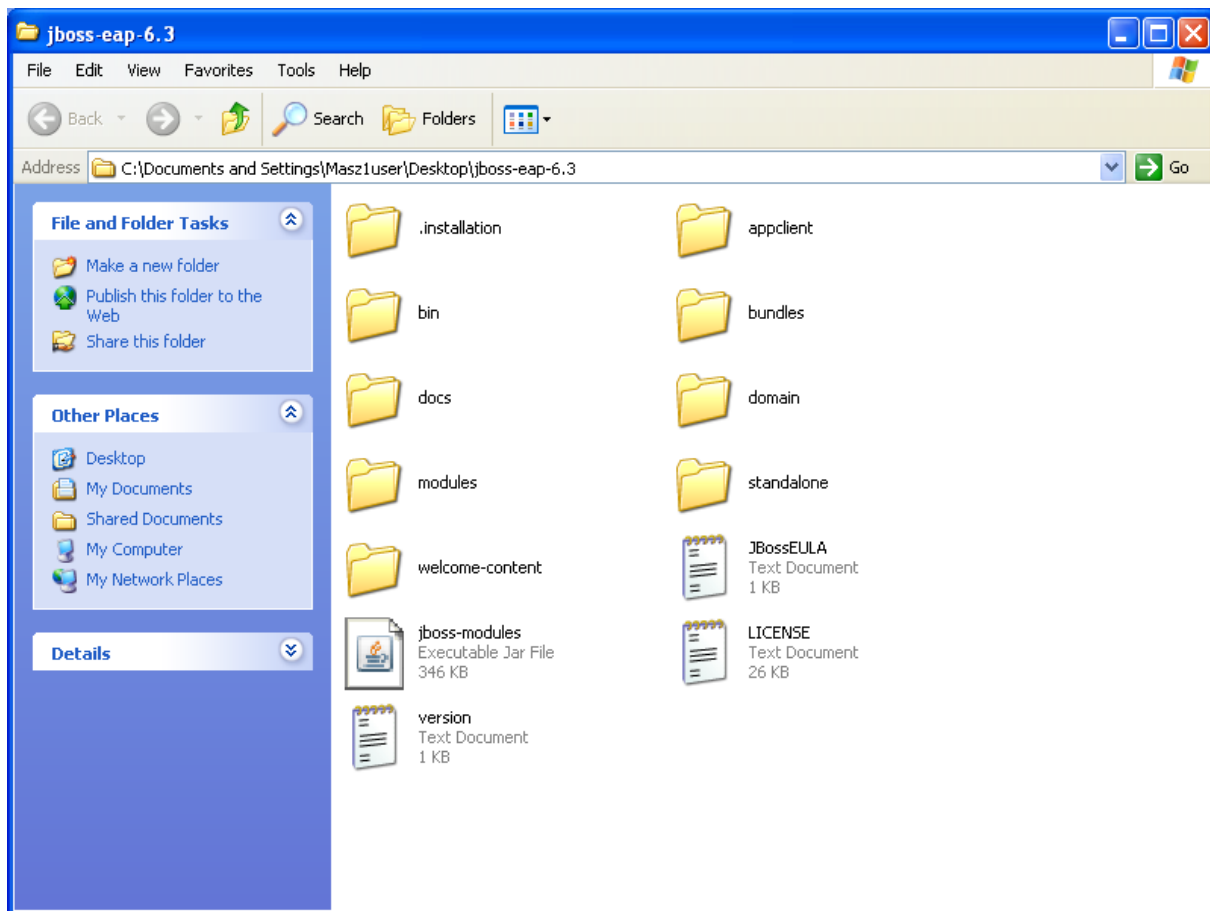 jboss-eap-6.3
File Edit View Favorites Tools Help
Back Search Folders
Address C:\Documents and Settings\Masz1user\Desktop\jboss-eap-6.3 Go
File and Folder Tasks
Make a new folder
Publish this folder to the
Web
Share this folder
Other Places
Desktop
My Documents
Shared Documents
My Computer
My Network Places
Details
.installation
appclient
bin
bundles
docs
domain
modules
standalone
welcome-content
JBossEULA
Text Document
1 KB
jboss-modules
Executable Jar File
346 KB
LICENSE
Text Document
26 KB
version
Text Document
1 KB